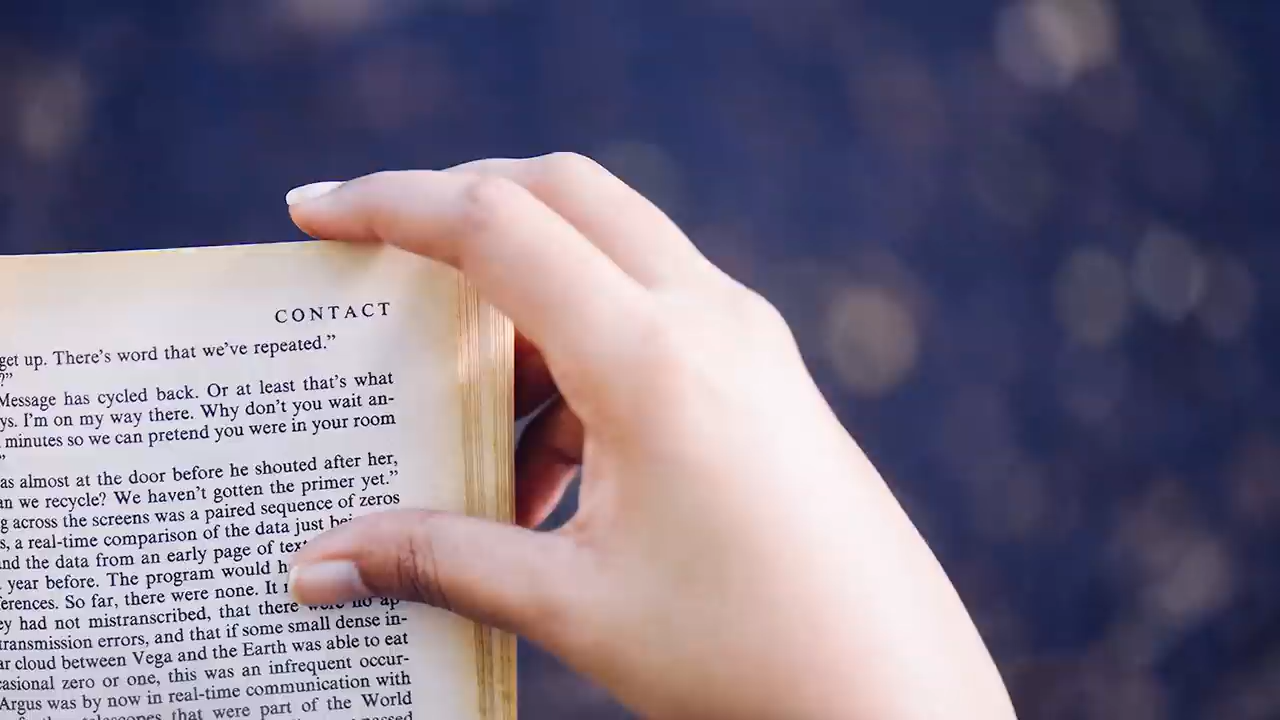 CONTACT
get up. There's word that we've repeated.”
?”
Message has cycled back. Or at least that's what
ys. I'm on my way there. Why don't you wait an-
minutes so we can pretend you were in your room
”
as almost at the door before he shouted after her,
an we recycle? We haven't gotten the primer yet.”
g across the screens was a paired sequence of zeros
s, a real-time comparison of the data just
and the data from an early page of
year before. The program would
ferences. So far, there were none. It
ey had not mistranscribed, that there were no ap-
transmission errors, and that if some small dense in-
ar cloud between Vega and the Earth was able to eat
casional zero or one, this was an infrequent occur-
Argus was by now in real-time communication with
telescopes that were part of the World